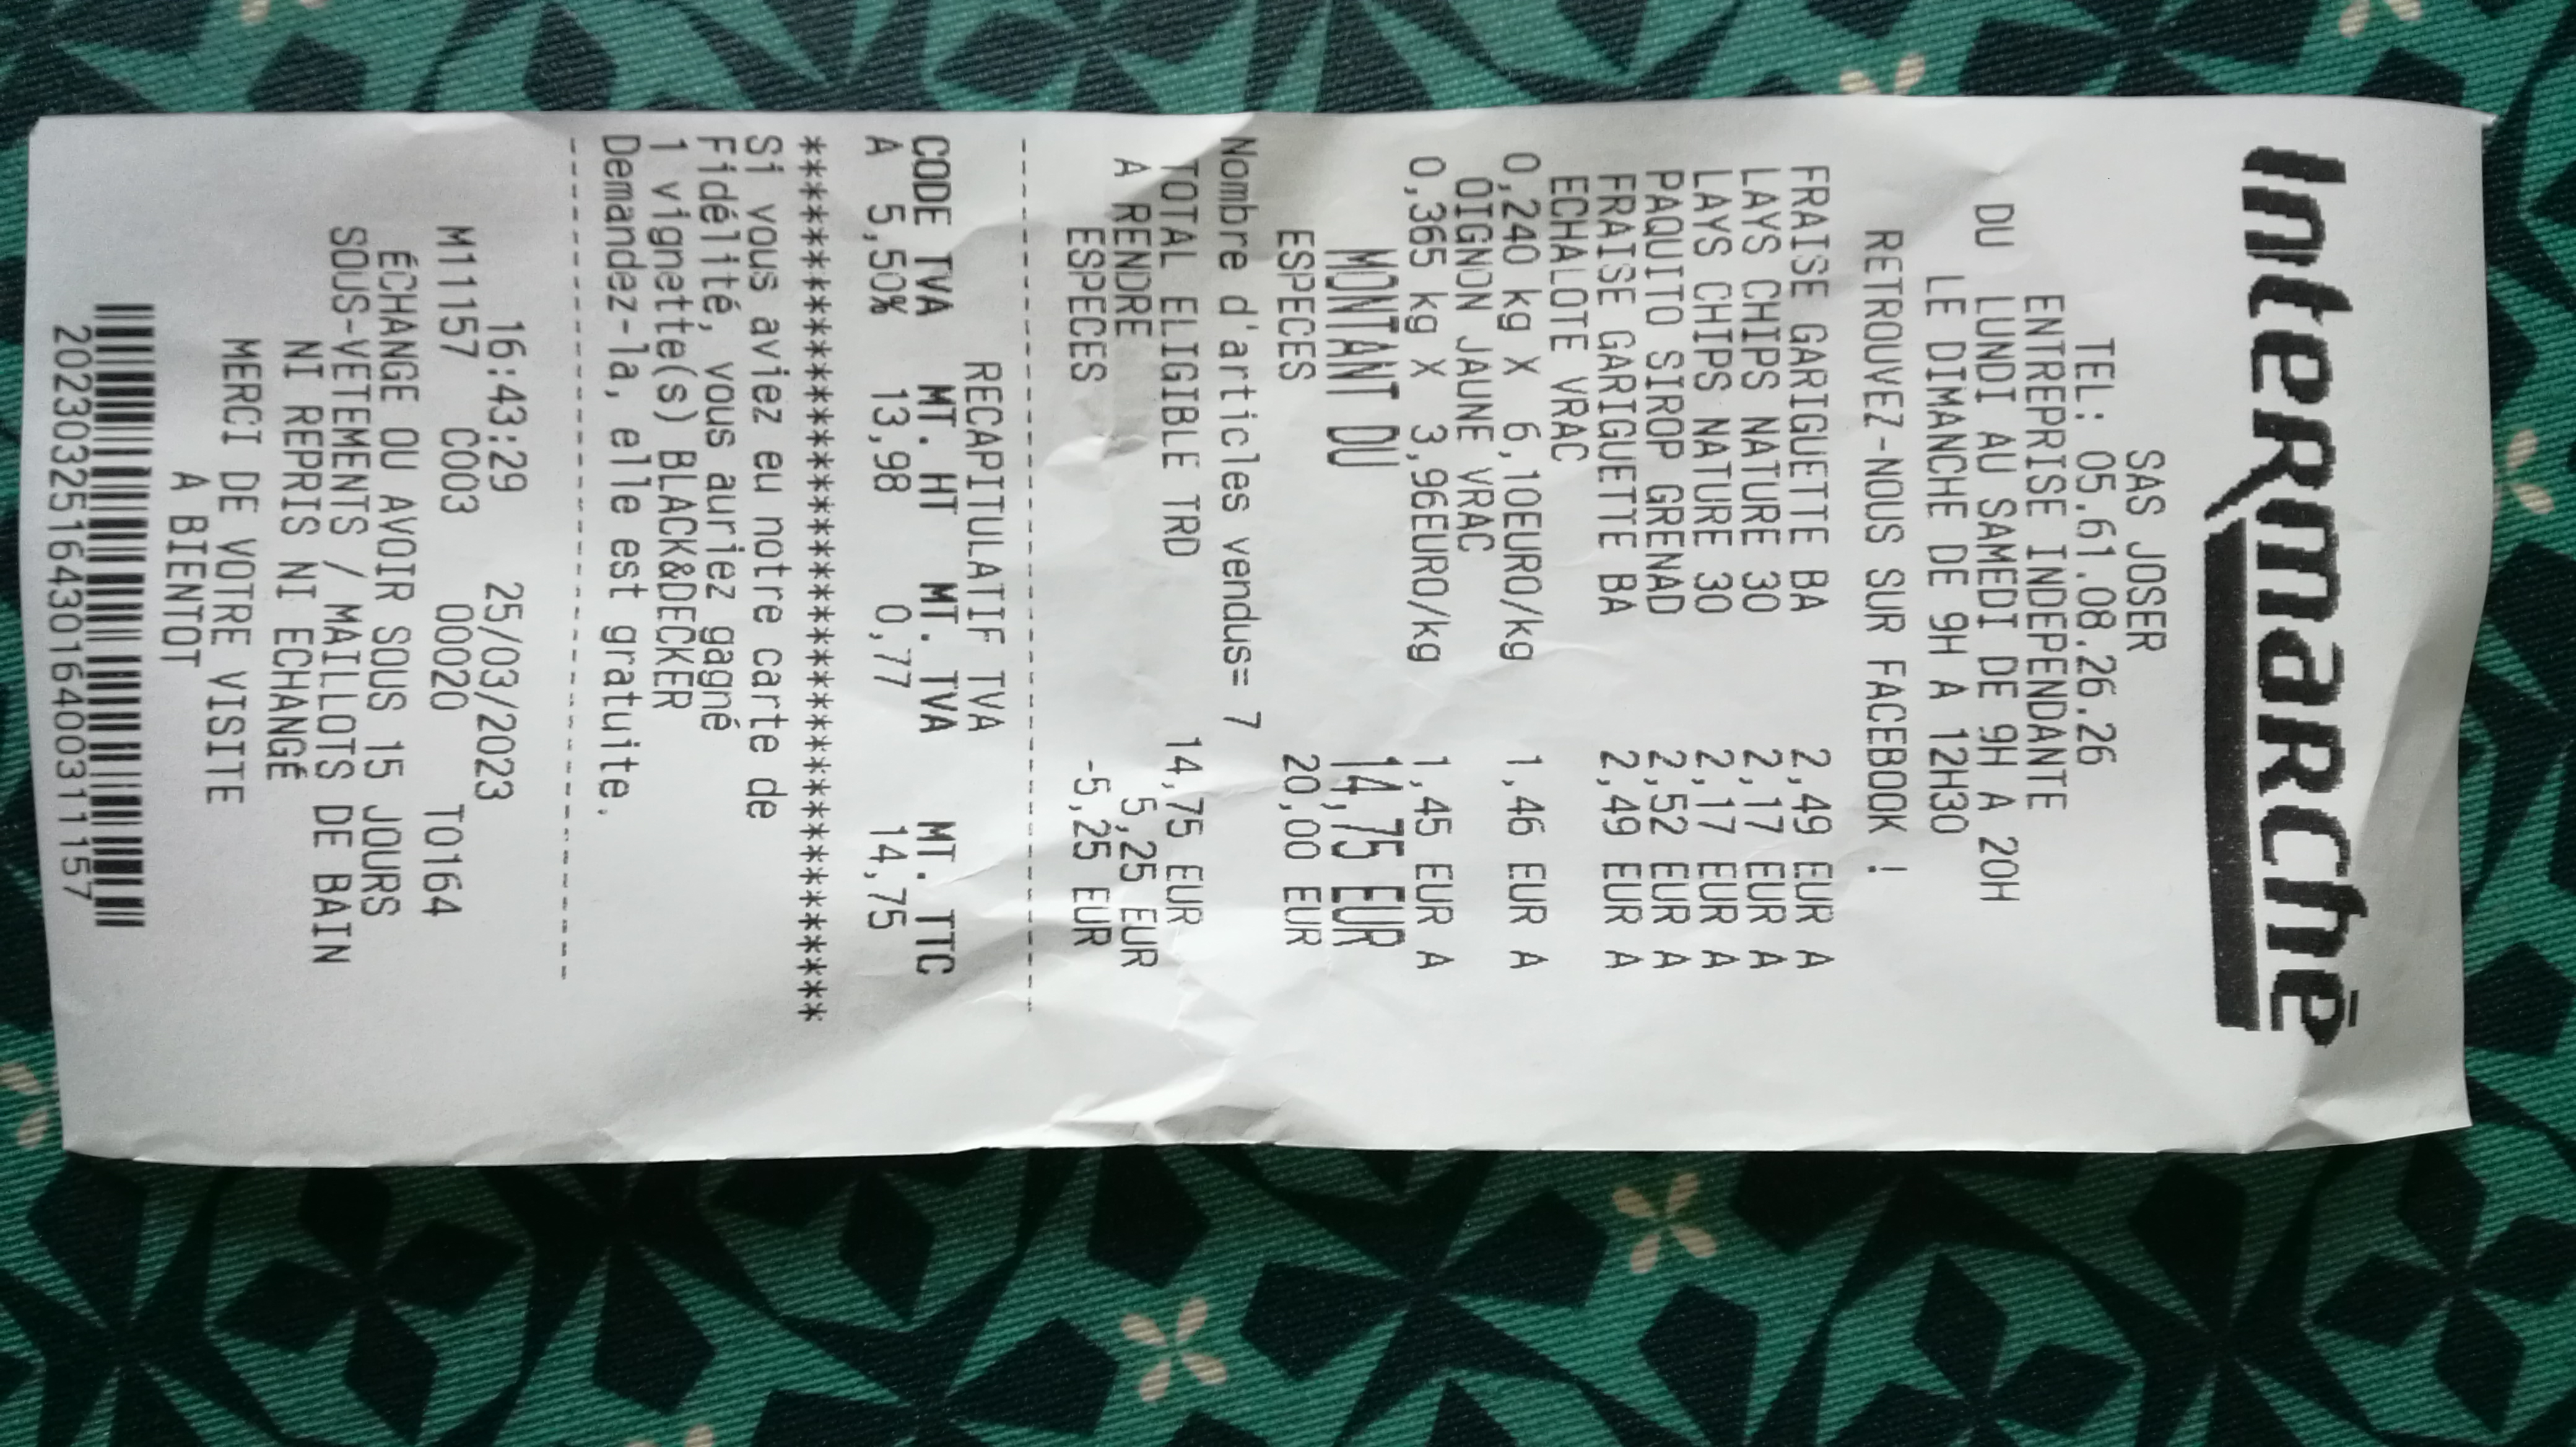 InteRmaRché
SAS JOSER
TEL: 05.61.08.26.26
ENTREPRISE INDEPENDANTE
DU LUNDI AU SAMEDI DE 9H A 20H
LE DIMANCHE DE 9H A 12H30
RETROUVEZ-NOUS SUR FACEBOOK !
FRAISE GARIGUETTE BA 2,49 EUR A
LAYS CHIPS NATURE 30 2,17 EUR A
LAYS CHIPS NATURE 30 2,17 EUR A
PAQUITO SIROP GRENAD 2,52 EUR A
FRAISE GARIGUETTE BA 2,49 EUR A
ECHALOTE VRAC
0,240 kg X 6,10EURO/kg 1,46 EUR A
OIGNON JAUNE VRAC
0,365 kg X 3,96EURO/kg 1,45 EUR A
MONTANT DU 14,75 EUR
ESPECES 20,00 EUR
Nombre d'articles vendus= 7
TOTAL ELIGIBLE TRD 14,75 EUR
A RENDRE 5,25 EUR
ESPECES -5,25 EUR
RECAPITULATIF TVA
CODE TVA MT. HT MT. TVA MT. TTC
A 5,50% 13,98 0,77 14,75
******************************************
Si vous aviez eu notre carte de
Fidélité, vous auriez gagné
1 vignette(s) BLACK&DECKER
Demandez-la, elle est gratuite.
16:43:29 25/03/2023
M11157 C003 00020 T0164
ÉCHANGE OU AVOIR SOUS 15 JOURS
SOUS-VETEMENTS / MAILLOTS DE BAIN
NI REPRIS NI ECHANGÉ
MERCI DE VOTRE VISITE
A BIENTOT
202303251643016400311157